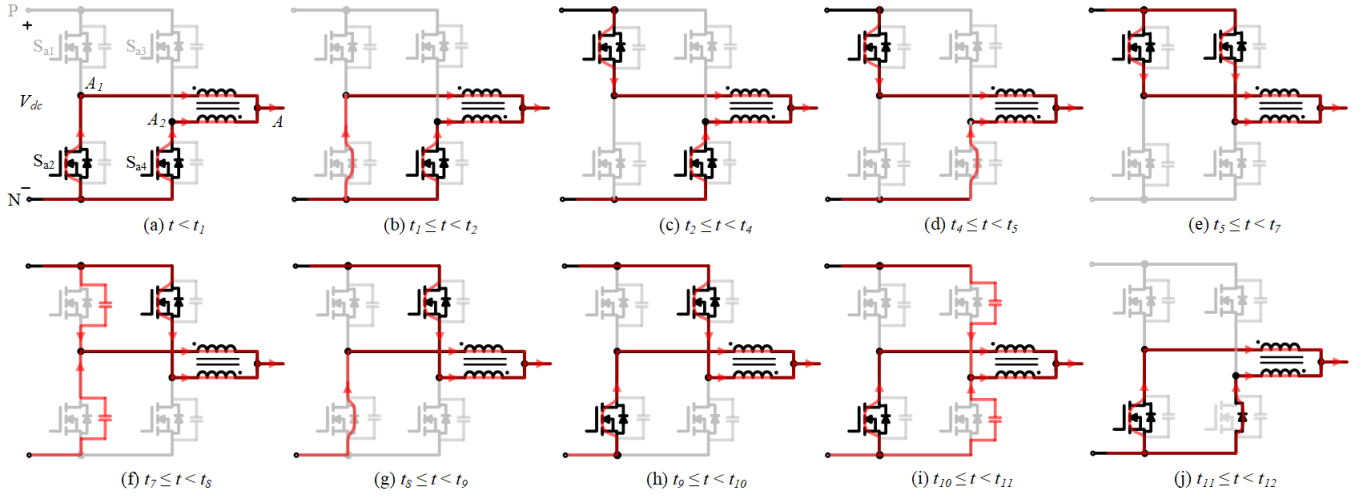 P
+
Sa1
Sa3
A1
Vdc
A2
A
Sa2
Sa4
N
−
(a) t < t1
(b) t1 ≤ t < t2
(c) t2 ≤ t < t4
(d) t4 ≤ t < t5
(e) t5 ≤ t < t7
(f) t7 ≤ t < t8
(g) t8 ≤ t < t9
(h) t9 ≤ t < t10
(i) t10 ≤ t < t11
(j) t11 ≤ t < t12